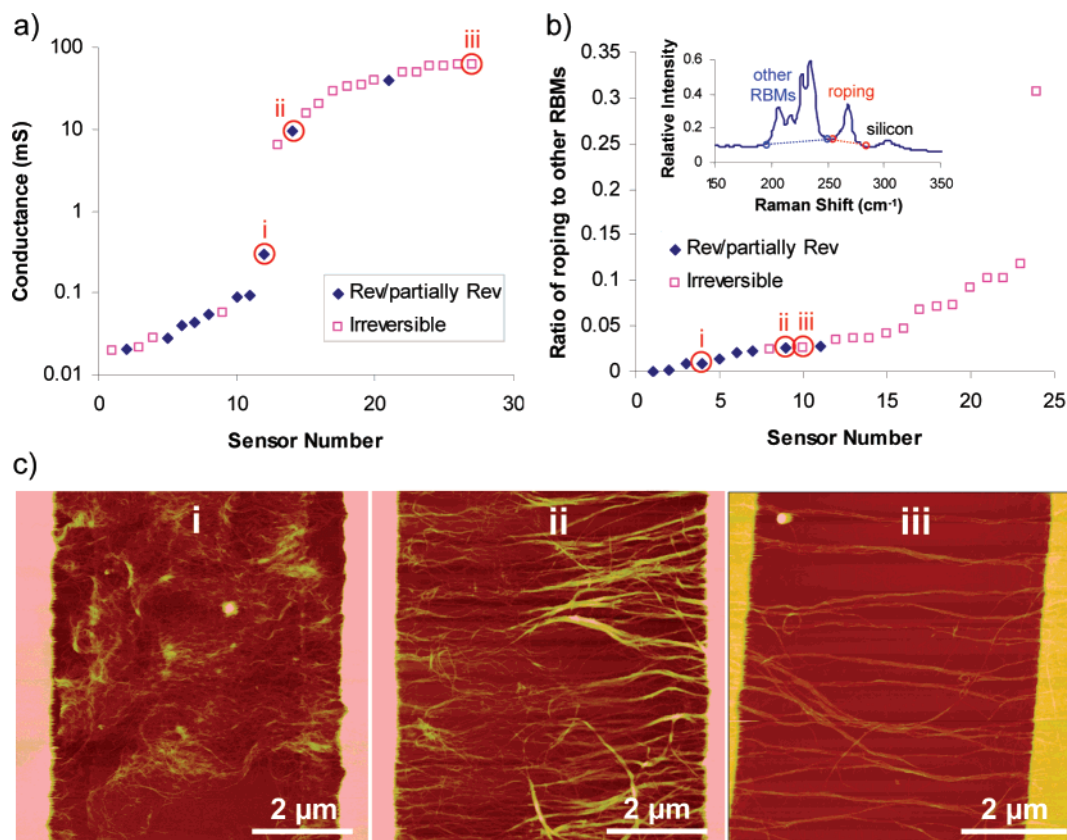 a)
Conductance (mS)
100
10
1
0.1
0.01
0
10
20
30
Sensor Number
i
ii
iii
Rev/partially Rev
Irreversible
b)
Ratio of roping to other RBMs
0.35
0.3
0.25
0.2
0.15
0.1
0.05
0
0
5
10
15
20
25
Sensor Number
Relative Intensity
0.6
0.4
0.2
0
150
200
250
300
350
Raman Shift (cm⁻¹)
other
RBMs
roping
silicon
Rev/partially Rev
Irreversible
i
ii
iii
c)
i
2 µm
ii
2 µm
iii
2 µm